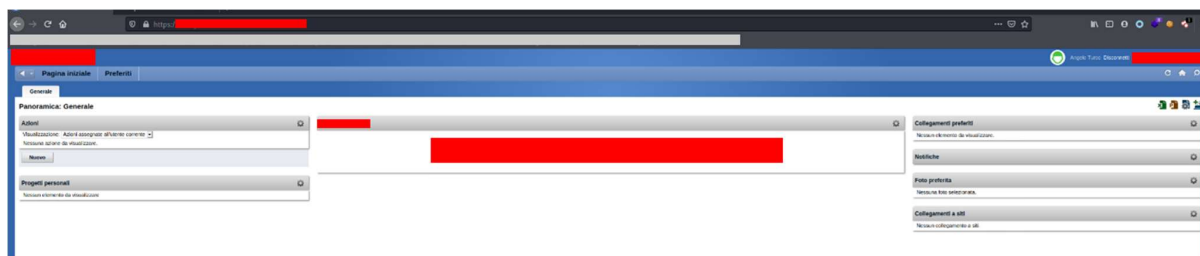 https:/
Angelo Turco Disconnetti
Pagina iniziale Preferiti
Generale
Panoramica: Generale
Azioni
Visualizzazione: Azioni assegnate all'utente corrente
Nessuna azione da visualizzare.
Nuovo
Progetti personali
Nessun elemento da visualizzare
Collegamenti preferiti
Nessun elemento da visualizzare.
Notifiche
Foto preferita
Nessuna foto selezionata.
Collegamenti a siti
Nessun collegamento a siti.